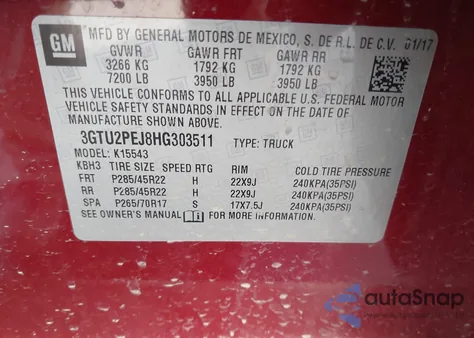 GM
MFD BY GENERAL MOTORS DE MEXICO, S. DE R.L. DE C.V. 01/17
GVWR GAWR FRT GAWR RR
3266 KG 1792 KG 1792 KG
7200 LB 3950 LB 3950 LB
THIS VEHICLE CONFORMS TO ALL APPLICABLE U.S. FEDERAL MOTOR
VEHICLE SAFETY STANDARDS IN EFFECT ON THE DATE OF
MANUFACTURE SHOWN ABOVE.
3GTU2PEJ8HG303511 TYPE: TRUCK
MODEL: K15543
KBH3 TIRE SIZE SPEED RTG RIM COLD TIRE PRESSURE
FRT P285/45R22 H 22X9J 240KPA(35PSI)
RR P285/45R22 H 22X9J 240KPA(35PSI)
SPA P265/70R17 S 17X7.5J 240KPA(35PSI)
SEE OWNER'S MANUAL FOR MORE INFORMATION.
autoSnap